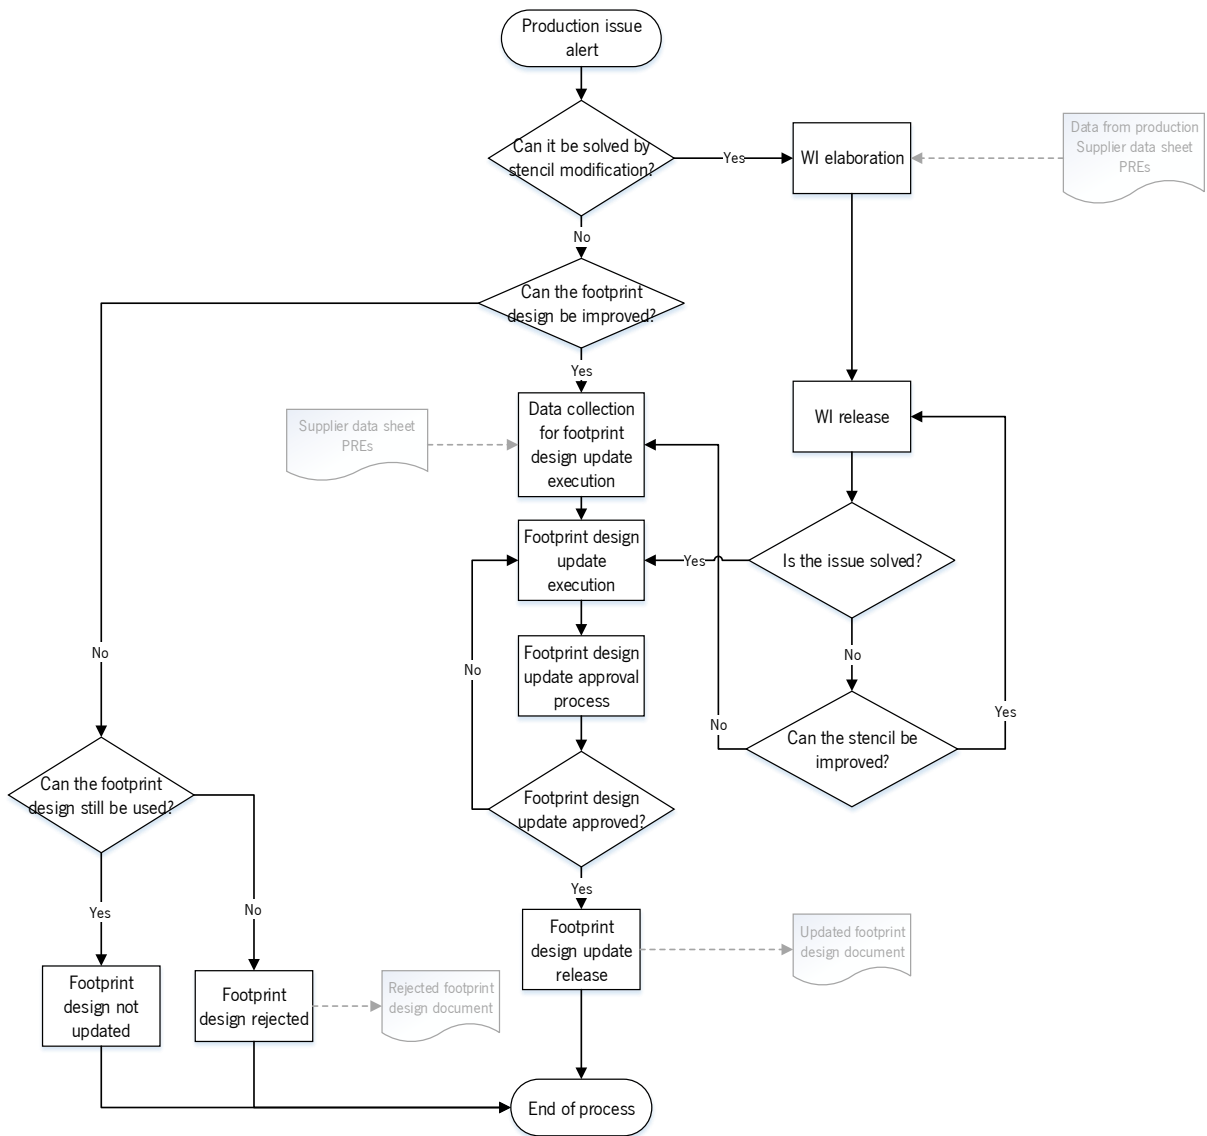 Production issue
alert
Can it be solved by
stencil modification?
Yes
WI elaboration
Data from production
Supplier data sheet
PREs
No
Can the footprint
design be improved?
Yes
Data collection
for footprint
design update
execution
Supplier data sheet
PREs
WI release
Footprint design
update
execution
Yes
Is the issue solved?
No
No
Footprint design
update approval
process
No
No
Yes
Can the stencil be
improved?
Can the footprint
design still be used?
Footprint design
update approved?
Yes
Yes
No
Footprint
design update
release
Updated footprint
design document
Footprint
design not
updated
Footprint
design rejected
Rejected footprint
design document
End of process